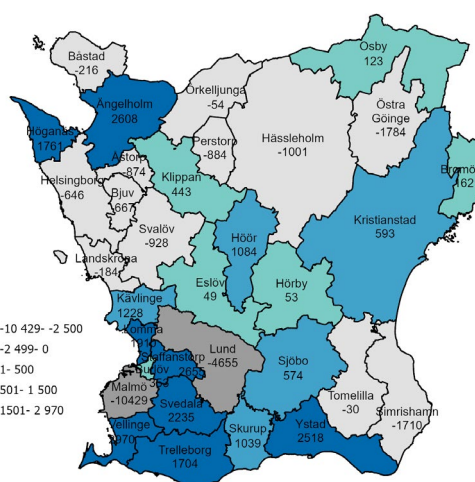 Båstad
-216
Osby
123
Örkelljunga
-54
Ängelholm
2608
Östra
Göinge
-1784
Höganäs
1761
Perstorp
-884
Hässleholm
-1001
Åstorp
-874
Klippan
443
Bromö
162
Helsingborg
-646
Bjuv
-667
Kristianstad
593
Svalöv
-928
Höör
1084
Landskrona
-184
Eslöv
49
Hörby
53
Kävlinge
1228
-10 429- -2 500
-2 499- 0
1- 500
501- 1 500
1501- 2 970
Lomma
1910
Staffanstorp
2655
Lund
-4655
Sjöbo
574
Malmö
-10429
Svedala
2235
Tomelilla
-30
Simrishamn
-1710
Vellinge
2970
Skurup
1039
Ystad
2518
Trelleborg
1704